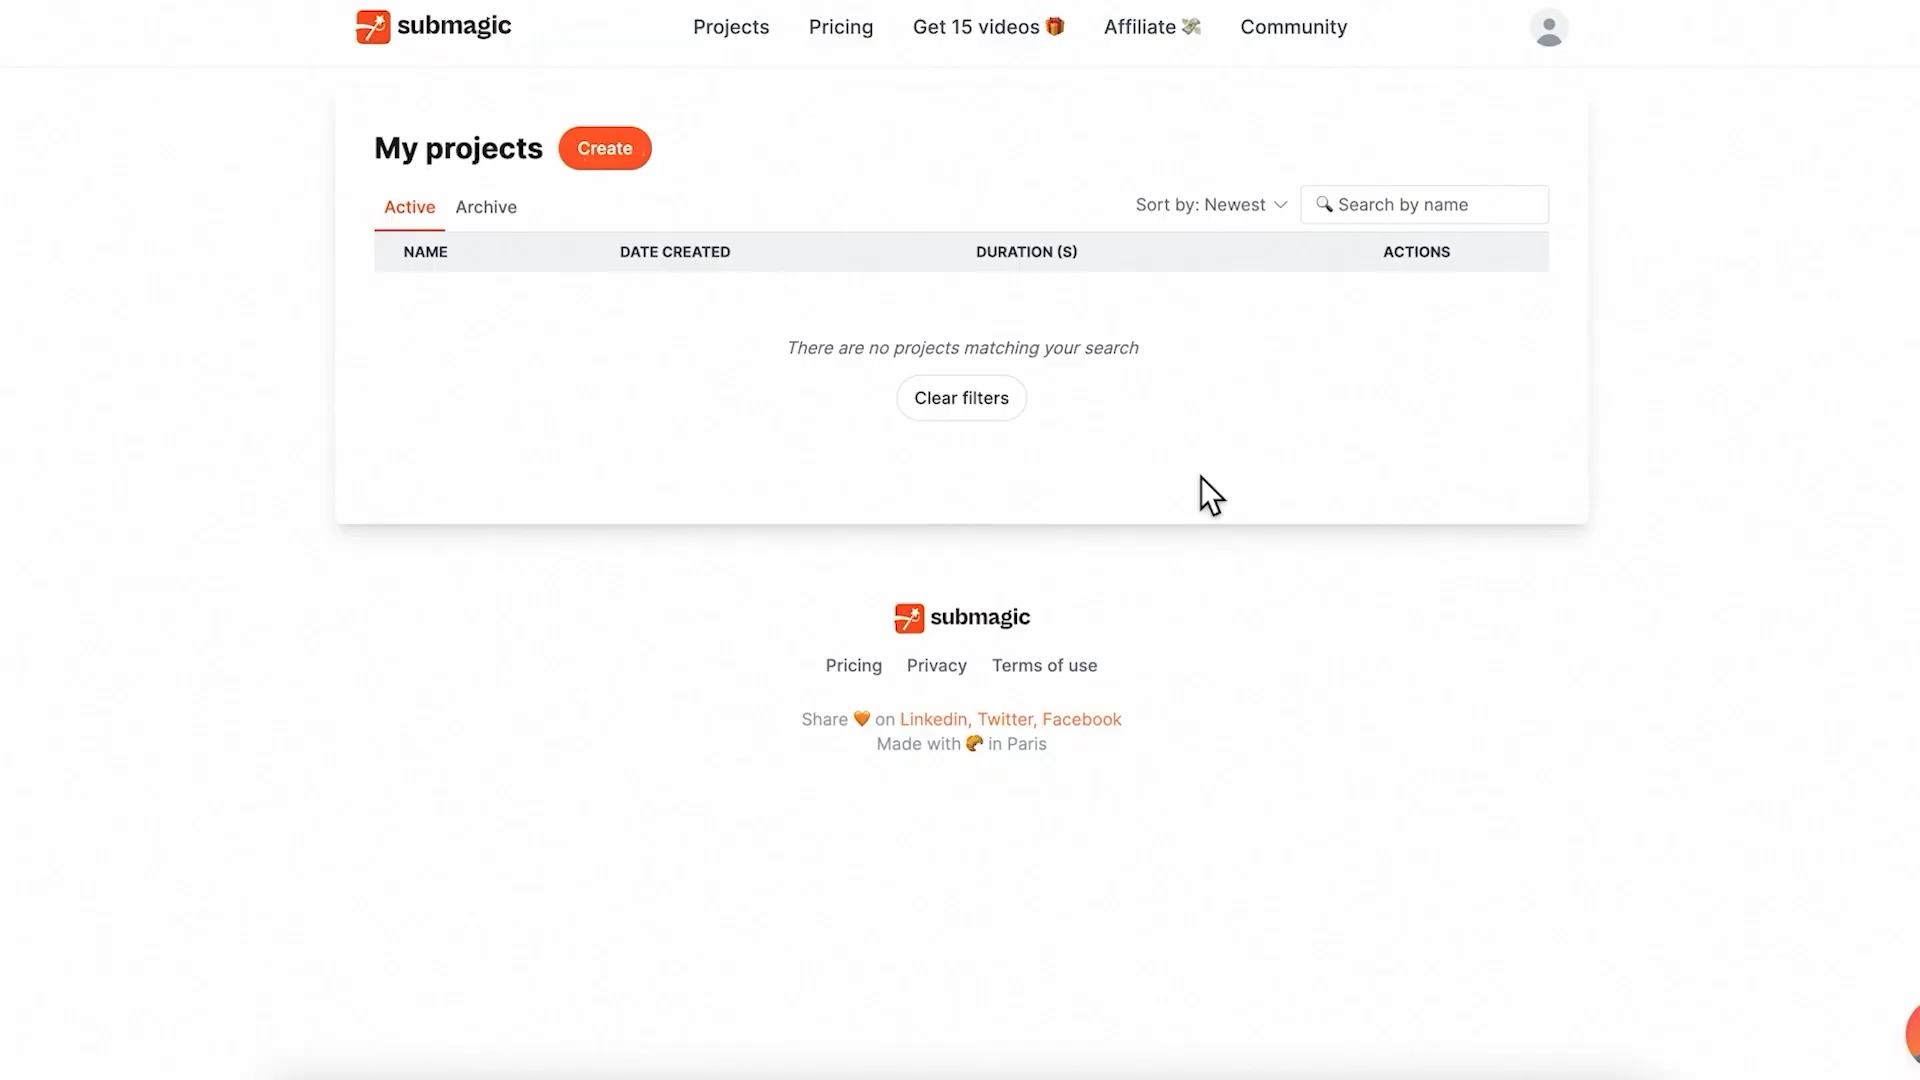 submagic
Projects
Pricing
Get 15 videos 🎁
Affiliate 💸
Community
My projects
Create
Active
Archive
Sort by: Newest
🔍 Search by name
NAME
DATE CREATED
DURATION (S)
ACTIONS
There are no projects matching your search
Clear filters
submagic
Pricing
Privacy
Terms of use
Share 🧡 on Linkedin, Twitter, Facebook
Made with 🥐 in Paris